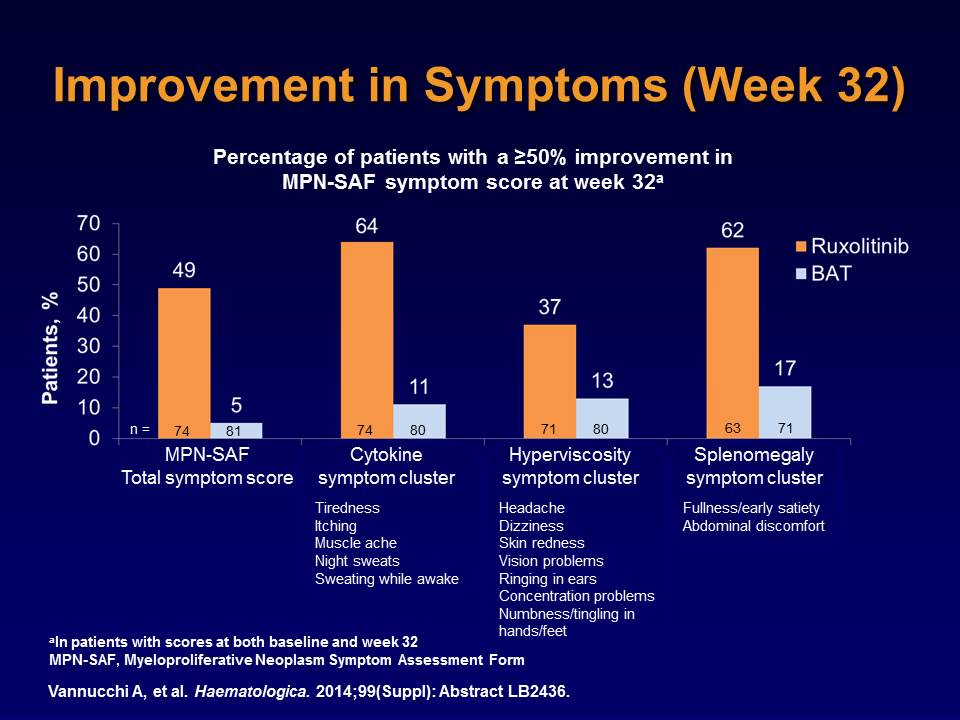 Improvement in Symptoms (Week 32)
Percentage of patients with a ≥50% improvement in
MPN-SAF symptom score at week 32ᵃ
Patients, %
70
60
50
40
30
20
10
0
49
5
64
11
37
13
62
17
Ruxolitinib
BAT
n =
74
81
74
80
71
80
63
71
MPN-SAF
Total symptom score
Cytokine
symptom cluster
Tiredness
Itching
Muscle ache
Night sweats
Sweating while awake
Hyperviscosity
symptom cluster
Headache
Dizziness
Skin redness
Vision problems
Ringing in ears
Concentration problems
Numbness/tingling in
hands/feet
Splenomegaly
symptom cluster
Fullness/early satiety
Abdominal discomfort
ᵃIn patients with scores at both baseline and week 32
MPN-SAF, Myeloproliferative Neoplasm Symptom Assessment Form
Vannucchi A, et al. Haematologica. 2014;99(Suppl): Abstract LB2436.